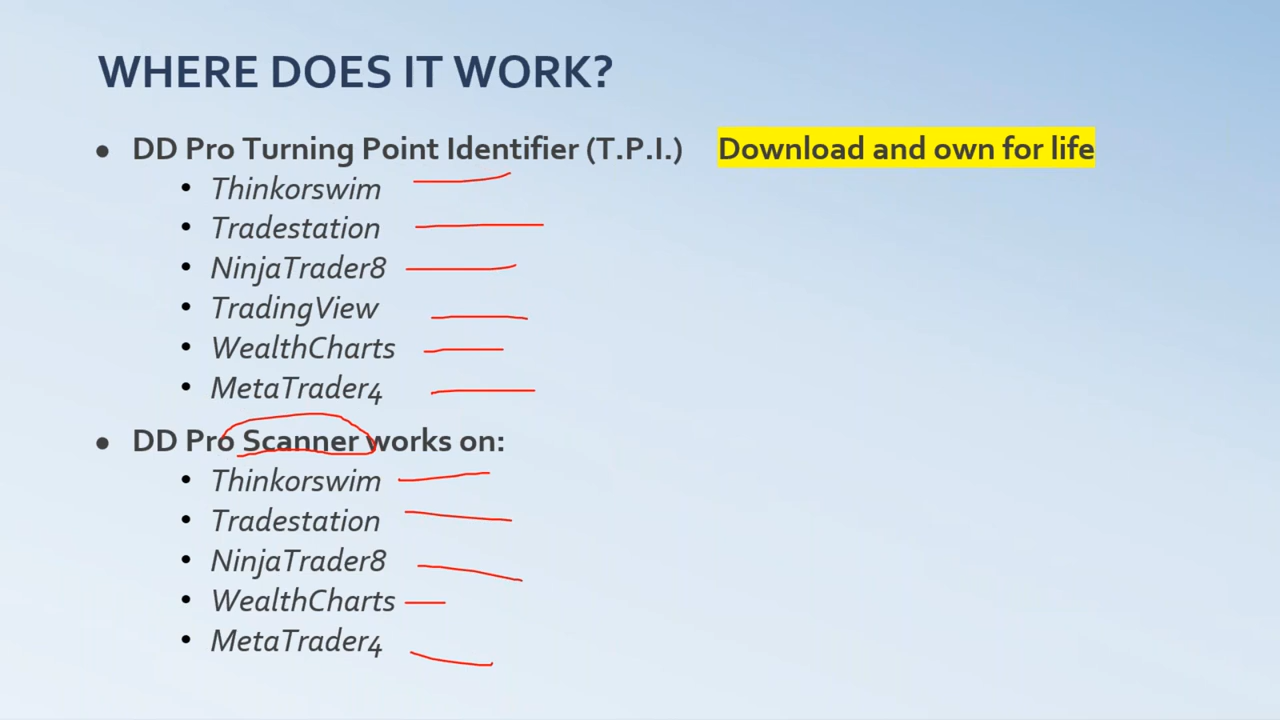 WHERE DOES IT WORK?
• DD Pro Turning Point Identifier (T.P.I.) Download and own for life
• Thinkorswim
• Tradestation
• NinjaTrader8
• TradingView
• WealthCharts
• MetaTrader4
• DD Pro Scanner works on:
• Thinkorswim
• Tradestation
• NinjaTrader8
• WealthCharts
• MetaTrader4